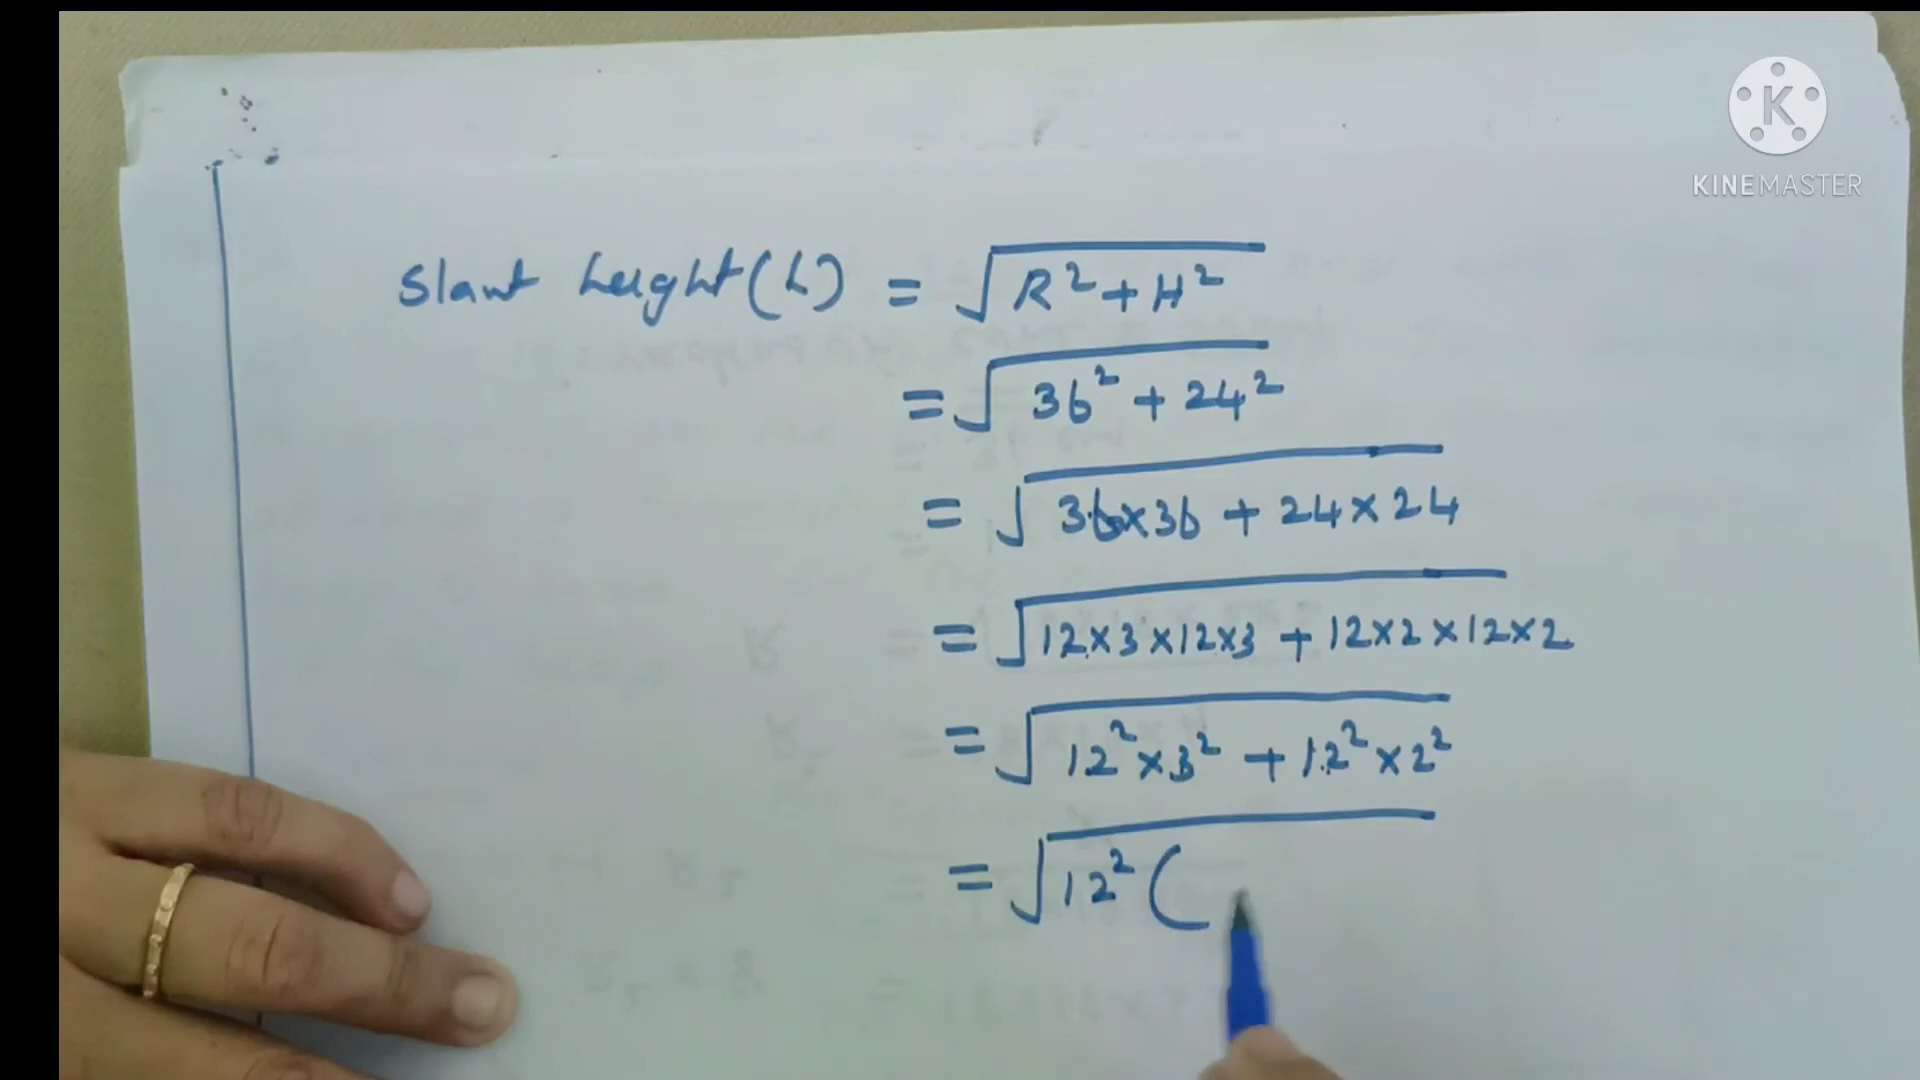 KINEMASTER
Slant height (L) = √R² + H²
= √36² + 24²
= √36×36 + 24×24
= √12×3×12×3 + 12×2×12×2
= √12²×3² + 12²×2²
= √12² (